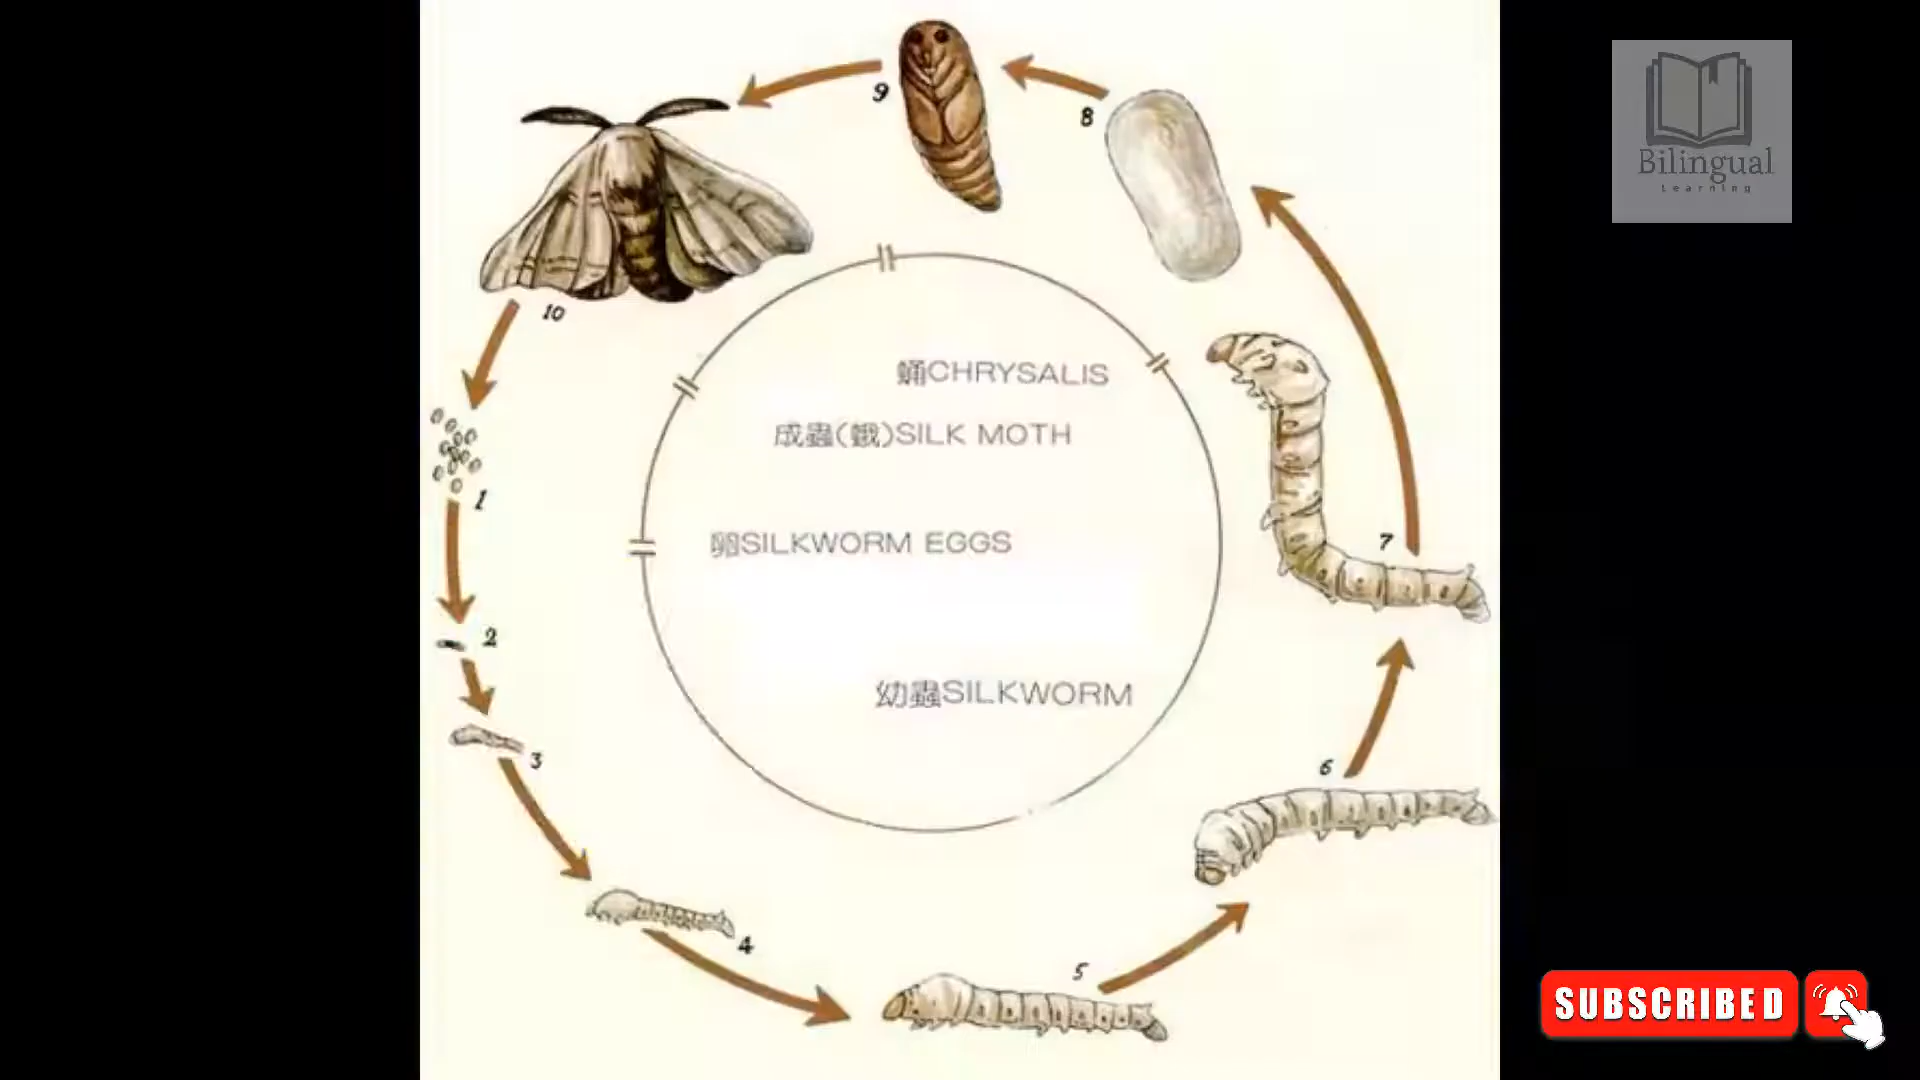 9
8
10
蛹CHRYSALIS
成蟲(蛾)SILK MOTH
1
卵SILKWORM EGGS
7
2
幼蟲SILKWORM
3
6
4
5
Bilingual
Learning
SUBSCRIBED